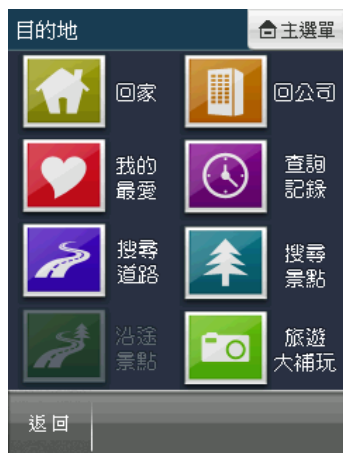 目的地
主選單
回家
回公司
我的
最愛
查詢
記錄
搜尋
道路
搜尋
景點
沿途
景點
旅遊
大補玩
返回